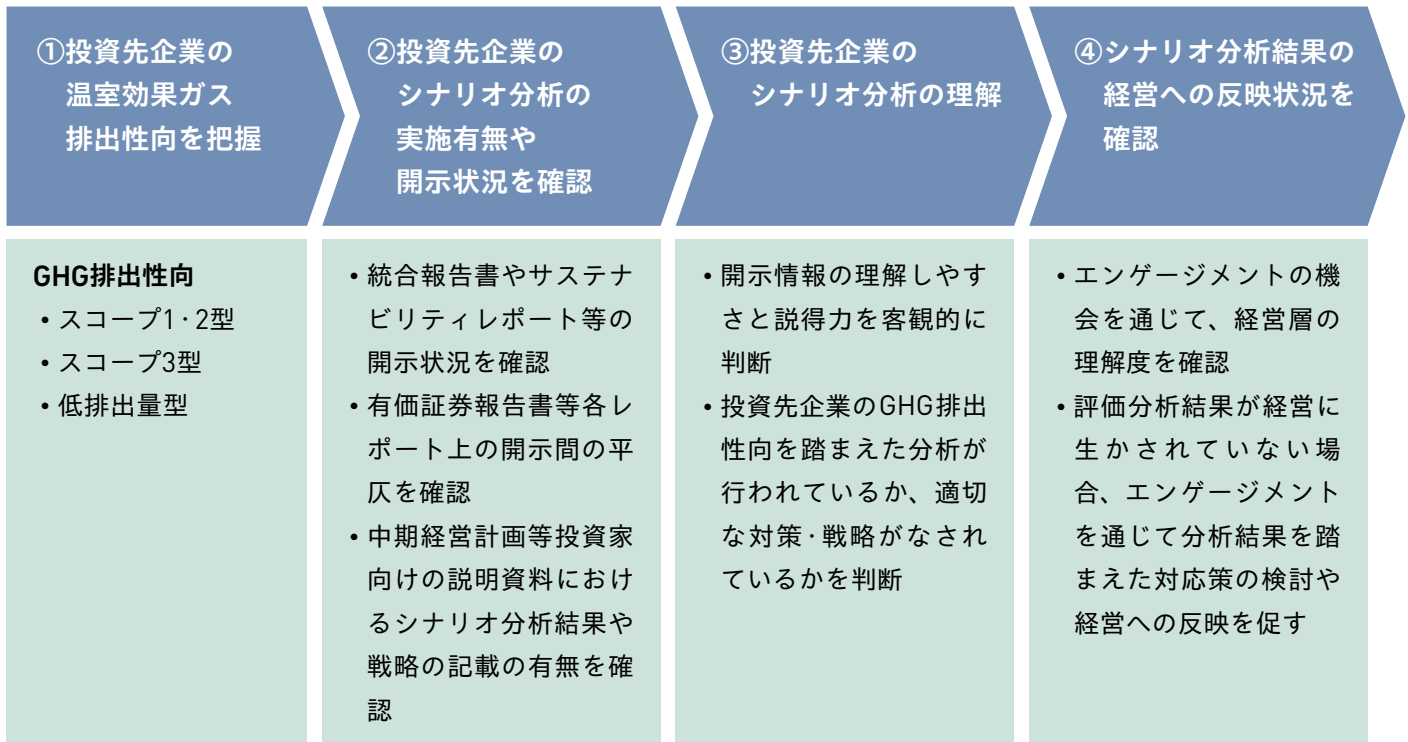 ①投資先企業の
温室効果ガス
排出性向を把握
②投資先企業の
シナリオ分析の
実施有無や
開示状況を確認
③投資先企業の
シナリオ分析の理解
④シナリオ分析結果の
経営への反映状況を
確認
GHG排出性向
・スコープ1・2型
・スコープ3型
・低排出量型
・統合報告書やサステナ
ビリティレポート等の
開示状況を確認
・有価証券報告書等各レ
ポート上の開示間の平
仄を確認
・中期経営計画等投資家
向けの説明資料におけ
るシナリオ分析結果や
戦略の記載の有無を確
認
・開示情報の理解しやす
さと説得力を客観的に
判断
・投資先企業のGHG排出
性向を踏まえた分析が
行われているか、適切
な対策・戦略がなされ
ているかを判断
・エンゲージメントの機
会を通じて、経営層の
理解度を確認
・評価分析結果が経営に
生かされていない場
合、エンゲージメント
を通じて分析結果を踏
まえた対応策の検討や
経営への反映を促す